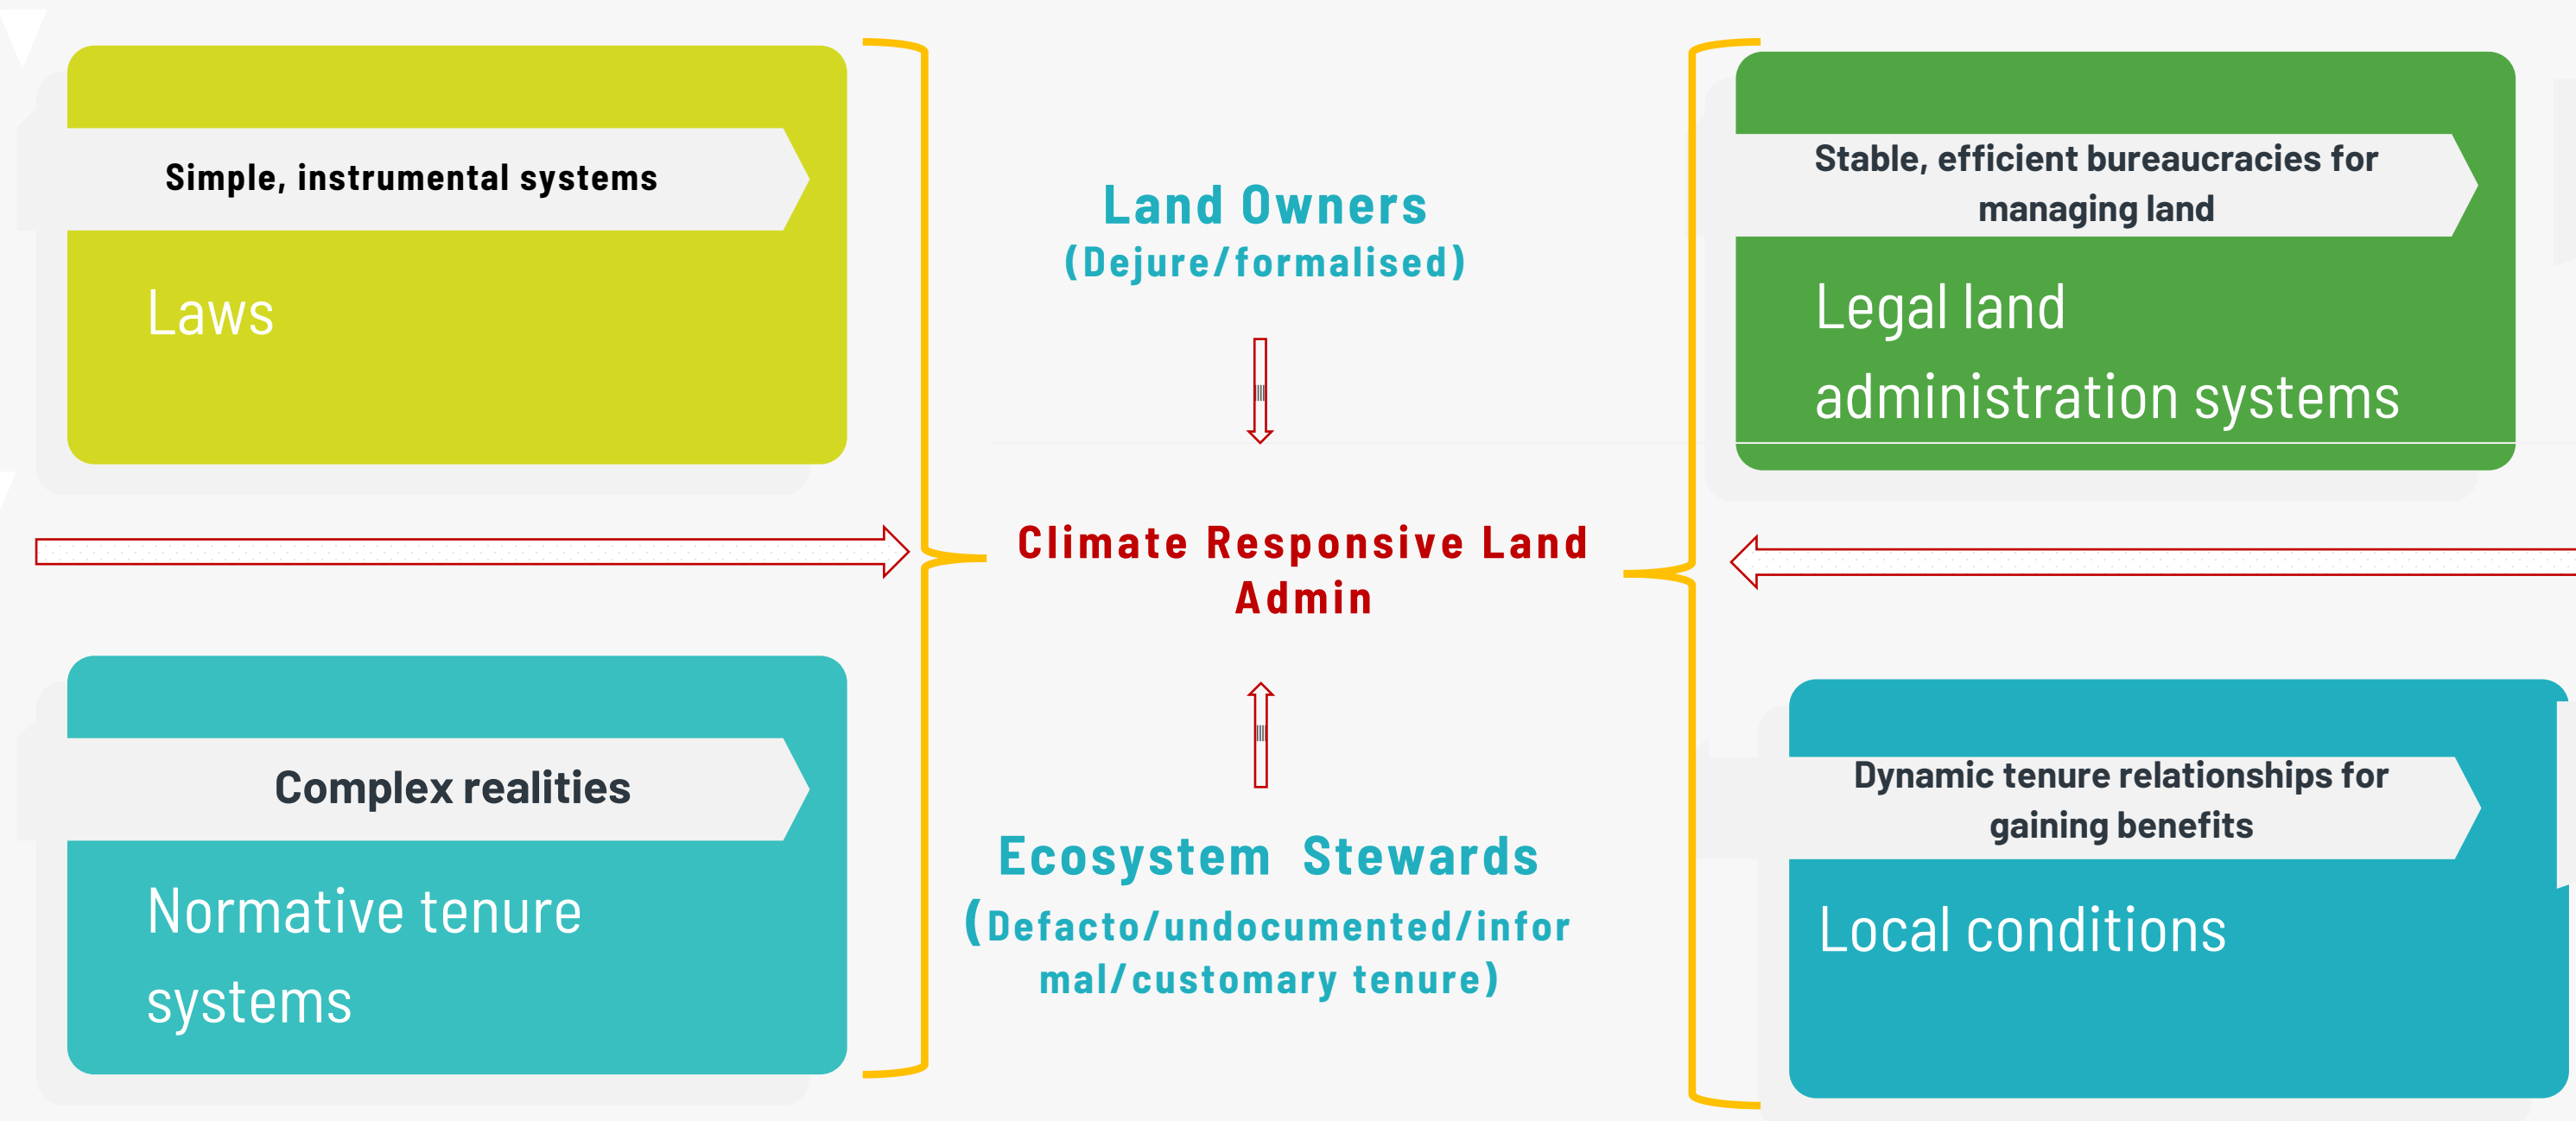 Simple, instrumental systems
Laws
Complex realities
Normative tenure
systems
Land Owners
(Dejure/formalised)
Climate Responsive Land
Admin
Ecosystem  Stewards
(Defacto/undocumented/infor
mal/customary tenure)
Stable, efficient bureaucracies for
managing land
Legal land
administration systems
Dynamic tenure relationships for
gaining benefits
Local conditions